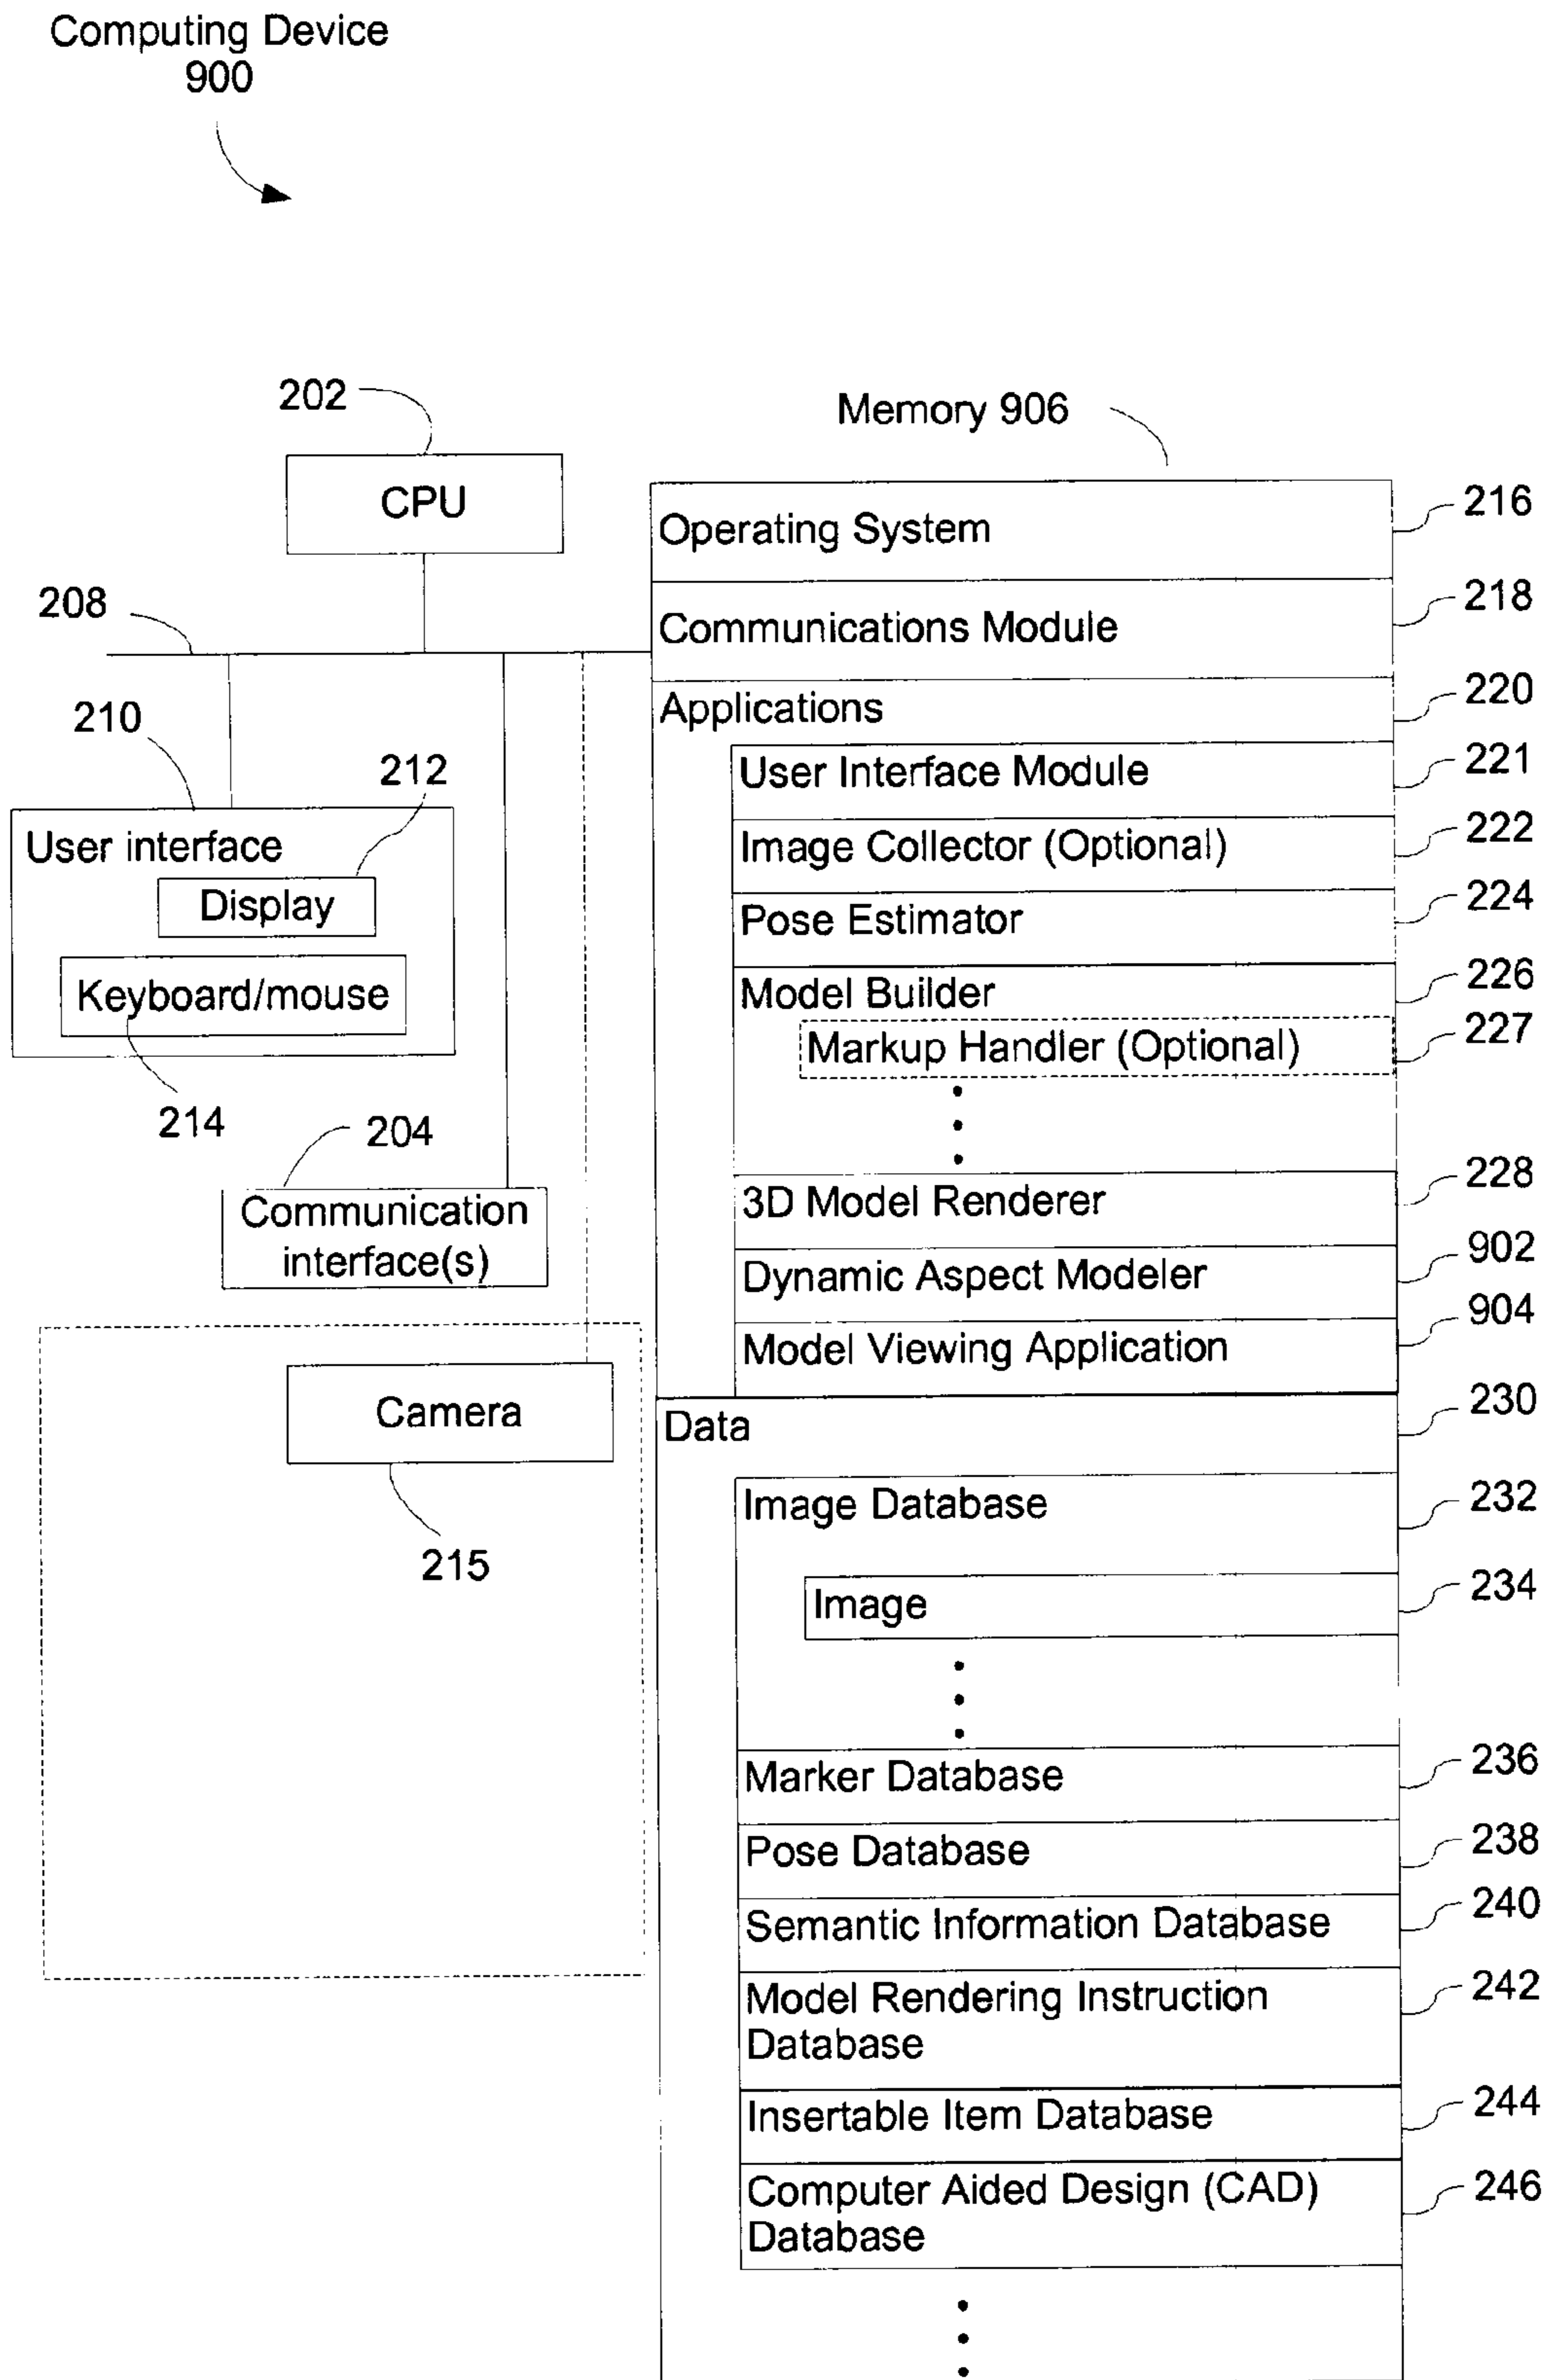 Computing Device
900
202
CPU
208
210
User interface
212
Display
Keyboard/mouse
214
204
Communication
interface(s)
Camera
215
Memory 906
Operating System
216
Communications Module
218
Applications
220
User Interface Module
221
Image Collector (Optional)
222
Pose Estimator
224
Model Builder
226
Markup Handler (Optional)
227
3D Model Renderer
228
Dynamic Aspect Modeler
902
Model Viewing Application
904
Data
230
Image Database
232
Image
234
Marker Database
236
Pose Database
238
Semantic Information Database
240
Model Rendering Instruction
Database
242
Insertable Item Database
244
Computer Aided Design (CAD)
Database
246